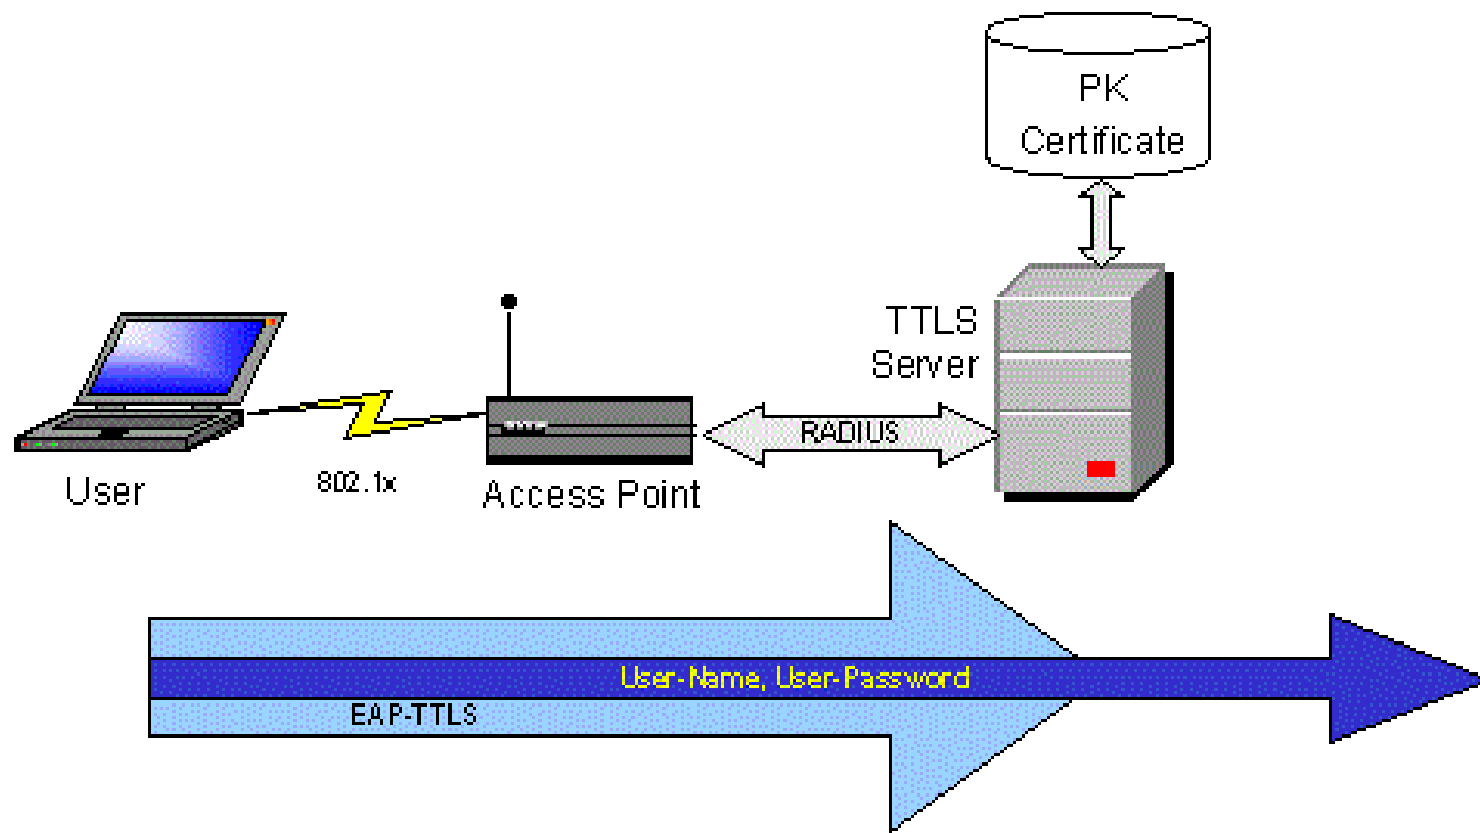 PK
Certificate
TTLS
Server
RADIUS
User
802.1x
Access Point
User-Name, User-Password
EAP-TTLS